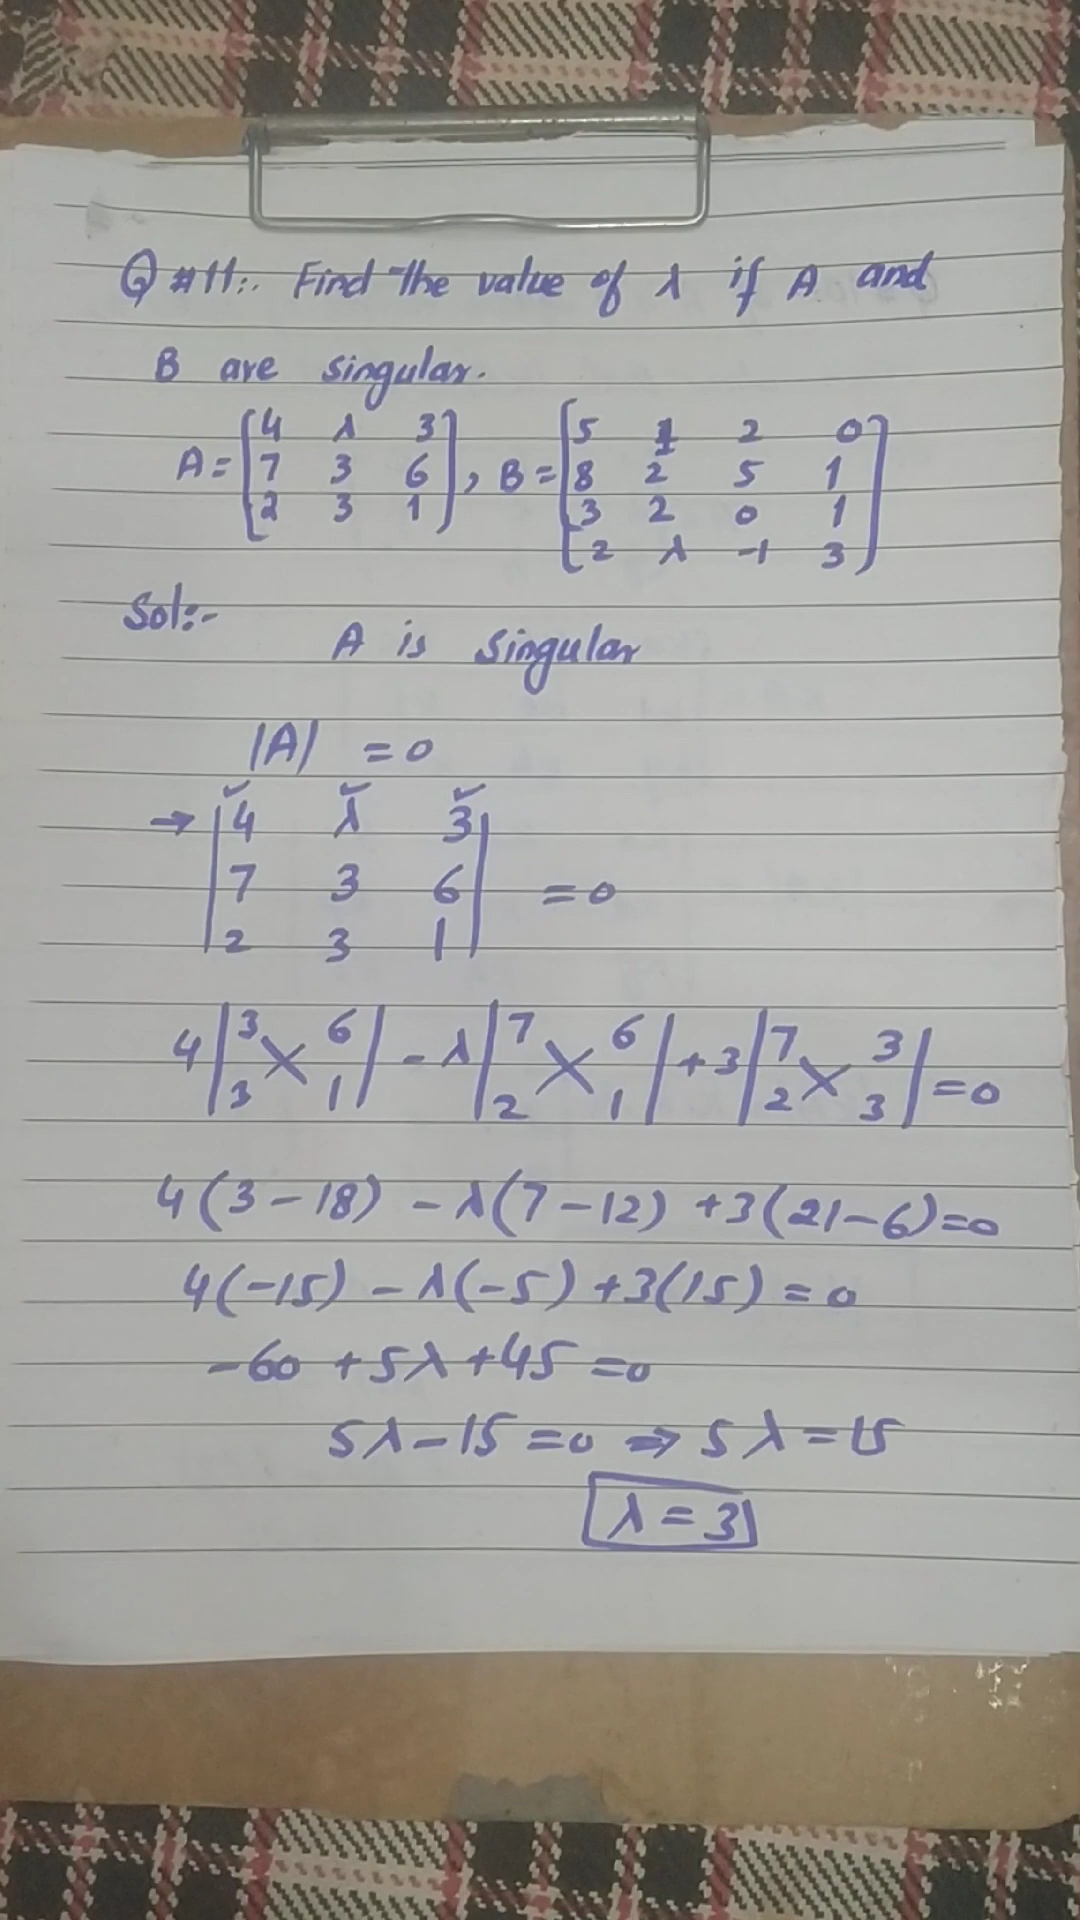 Q #11:. Find the value of λ if A and
B are singular.
A = [4 λ 3
7 3 6
2 3 1], B = [5 1 2 0
8 2 5 1
3 2 0 1
2 λ -1 3]
Sol:-
A is singular
|A| = 0
→ |4 λ 3
7 3 6
2 3 1| = 0
4|3 6
3 1| - λ|7 6
2 1| + 3|7 3
2 3| = 0
4(3-18) - λ(7-12) + 3(21-6) = 0
4(-15) - λ(-5) + 3(15) = 0
-60 + 5λ + 45 = 0
5λ - 15 = 0 ⇒ 5λ = 15
λ = 3